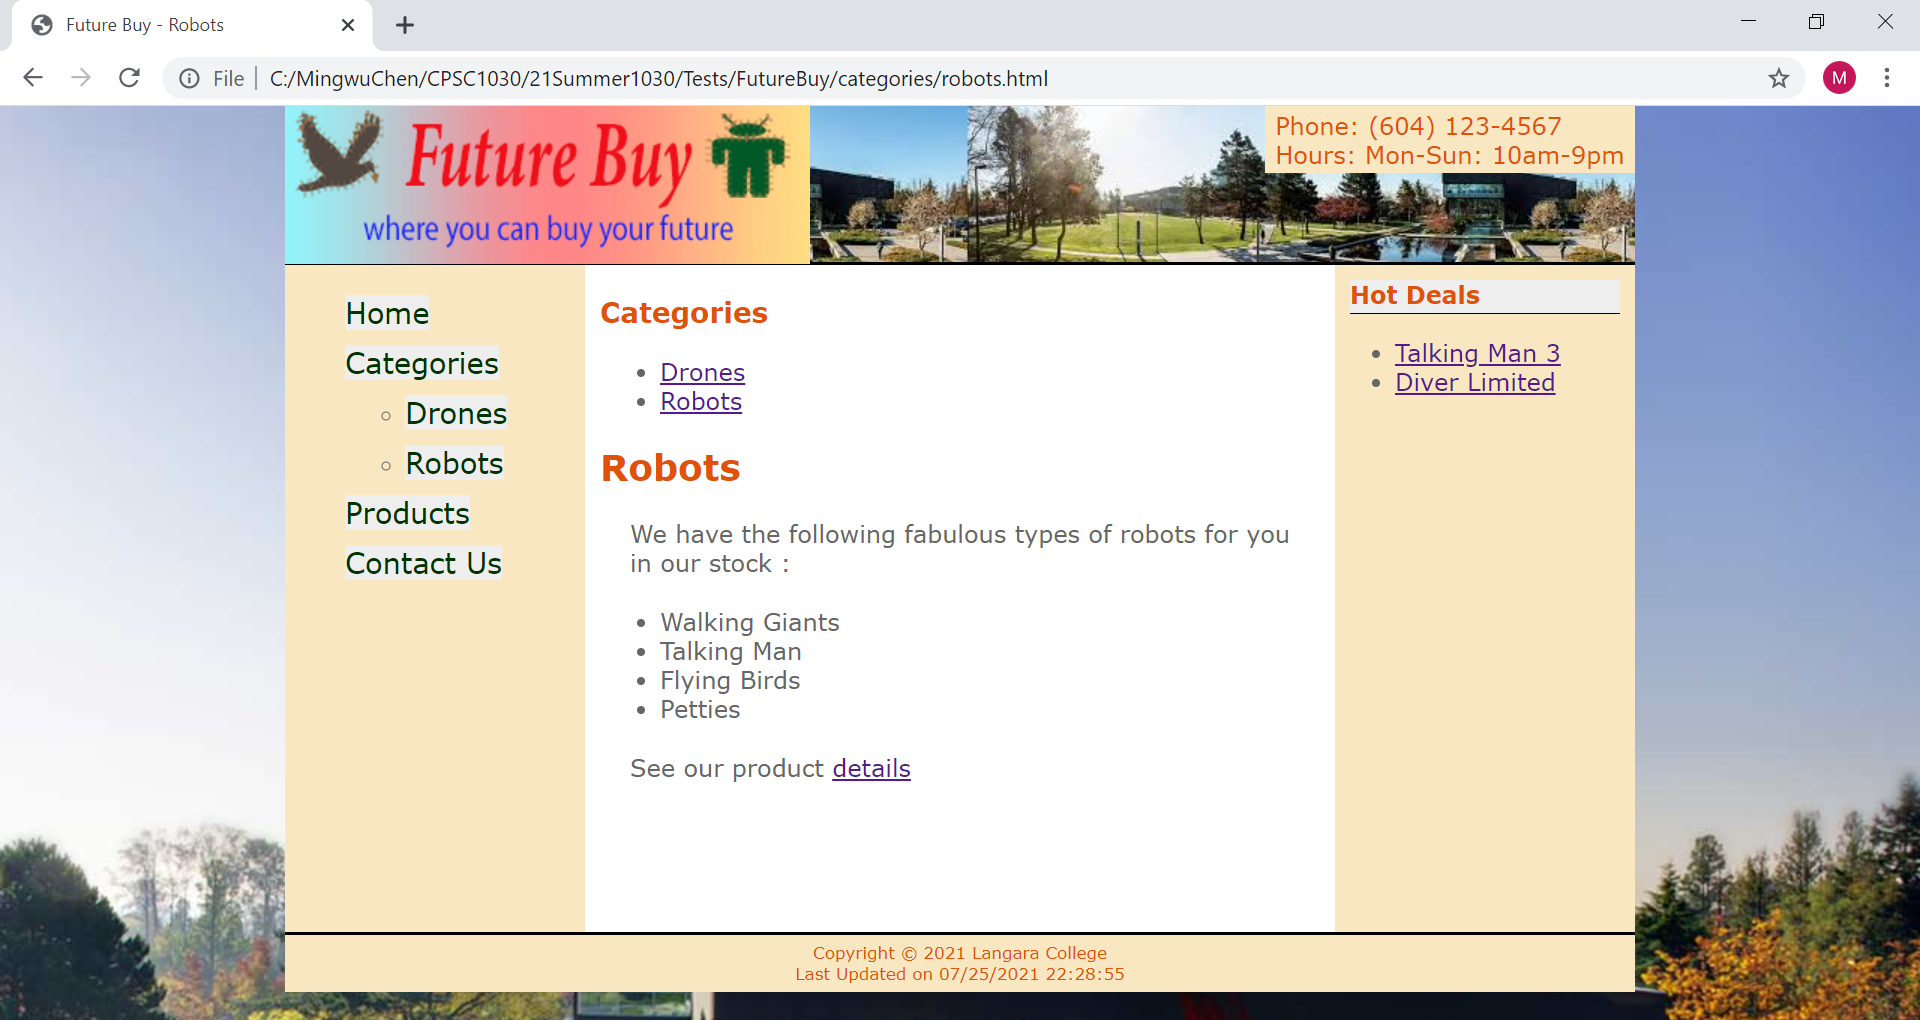 Future Buy - Robots
File
C:/MingwuChen/CPSC1030/21Summer1030/Tests/FutureBuy/categories/robots.html
M
Future Buy
where you can buy your future
Phone: (604) 123-4567
Hours: Mon-Sun: 10am-9pm
Home
Categories
Drones
Robots
Products
Contact Us
Categories
Drones
Robots
Robots
We have the following fabulous types of robots for you
in our stock :
Walking Giants
Talking Man
Flying Birds
Petties
See our product details
Hot Deals
Talking Man 3
Diver Limited
Copyright © 2021 Langara College
Last Updated on 07/25/2021 22:28:55